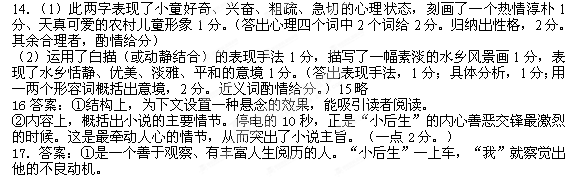 14.（1）此两字表现了小童好奇、兴奋、粗疏、急切的心理状态，刻画了一个热情淳朴 1
分、天真可爱的农村儿童形象 1 分。（答出心理四个词中 2 个词给 2 分。归纳出性格，2 分。
其余合理者，酌情给分）
（2）运用了白描（或动静结合）的表现手法 1 分，描写了一幅素淡的水乡风景画 1 分，表
现了水乡恬静、优美、淡雅、平和的意境 1 分。（答出表现手法，1 分；具体分析，1 分；用
一两个形容词概括出意境，2 分。近义词酌情给分。）15 略
16 答案：①结构上，为下文设置一种悬念的效果，能吸引读者阅读。
②内容上，概括出小说的主要情节。停电的 10 秒，正是“小后生”的内心善恶交锋最激烈
的时候。这是最牵动人心的情节，从而突出了小说主旨。（一点 2 分。）
17．答案：①是一个善于观察、有丰富人生阅历的人。“小后生”一上车，“我”就察觉出
他的不良动机。